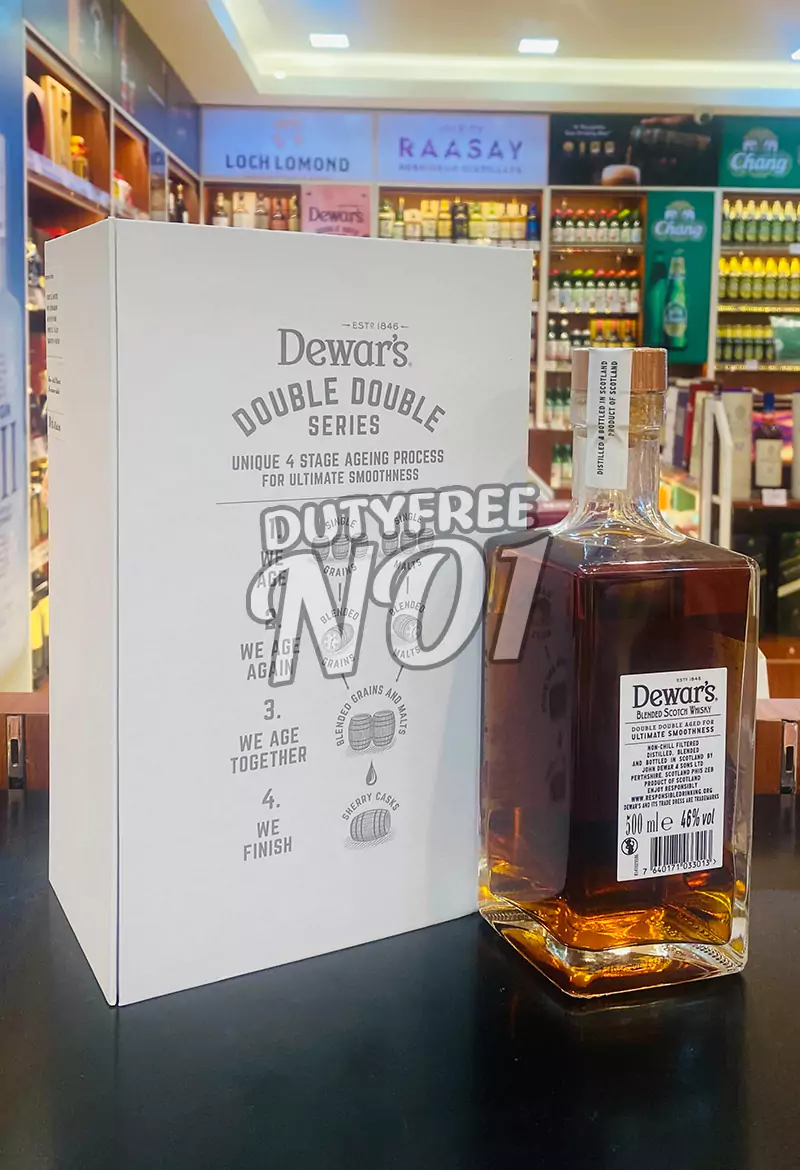 LOCH LOMOND
RAASAY
Chang
Dewar's
Chang
ESTD 1846
Dewar's
DOUBLE DOUBLE
SERIES
UNIQUE 4 STAGE AGEING PROCESS
FOR ULTIMATE SMOOTHNESS
DUTYFREE
NO1
1.
WE
AGE
SINGLE
GRAINS
SINGLE
MALTS
2.
WE AGE
AGAIN
BLENDED
GRAINS
BLENDED
MALTS
3.
WE AGE
TOGETHER
BLENDED GRAINS AND MALTS
4.
WE
FINISH
SHERRY CASKS
DISTILLED & BOTTLED IN SCOTLAND
PRODUCT OF SCOTLAND
ESTD 1846
Dewar's
BLENDED SCOTCH WHISKY
DOUBLE DOUBLE AGED FOR
ULTIMATE SMOOTHNESS
NON-CHILL FILTERED
DISTILLED, BLENDED
AND BOTTLED IN SCOTLAND BY
JOHN DEWAR & SONS LTD
PERTHSHIRE, SCOTLAND PH15 2EB
PRODUCT OF SCOTLAND
ENJOY RESPONSIBLY
WWW.RESPONSIBLEDRINKING.ORG
DEWAR'S AND ITS TRADE DRESS ARE TRADEMARKS
500 ml e 46% vol
7 640171 033013